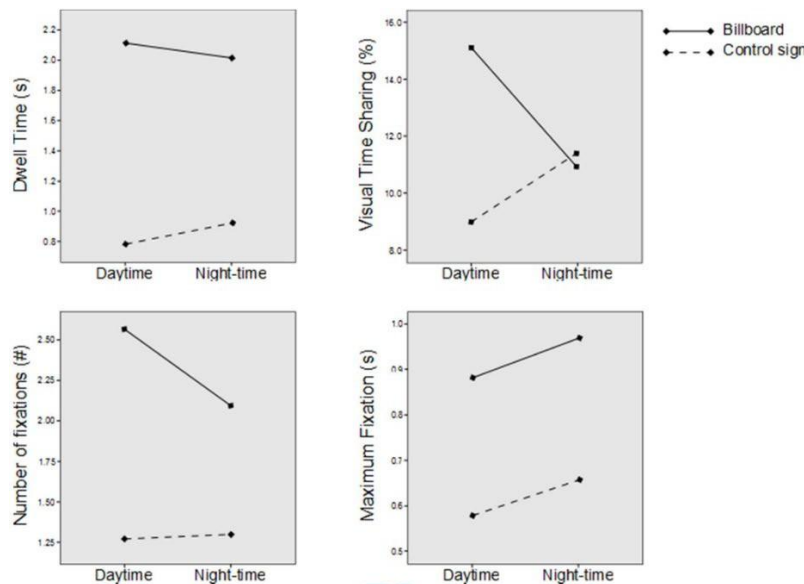 Billboard
Control sign
Dwell Time (s)
2.2
2.0
1.8
1.6
1.4
1.2
1.0
0.8
Daytime Night-time
Visual Time Sharing (%)
16.0
14.0
12.0
10.0
8.0
Daytime Night-time
Number of fixations (#)
2.50
2.25
2.00
1.75
1.50
1.25
Daytime Night-time
Maximum Fixation (s)
1.0
0.9
0.8
0.7
0.6
0.5
Daytime Night-time